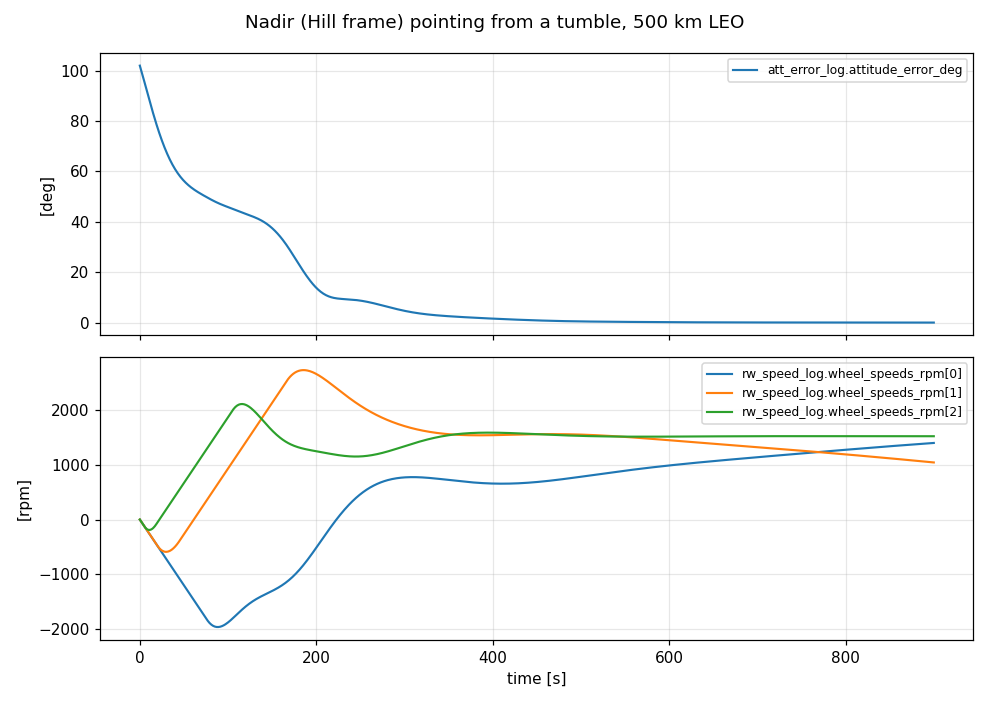 Nadir (Hill frame) pointing from a tumble, 500 km LEO
100
80
60
40
20
0
[deg]
att_error_log.attitude_error_deg
2000
1000
0
−1000
−2000
[rpm]
rw_speed_log.wheel_speeds_rpm[0]
rw_speed_log.wheel_speeds_rpm[1]
rw_speed_log.wheel_speeds_rpm[2]
0 200 400 600 800
time [s]